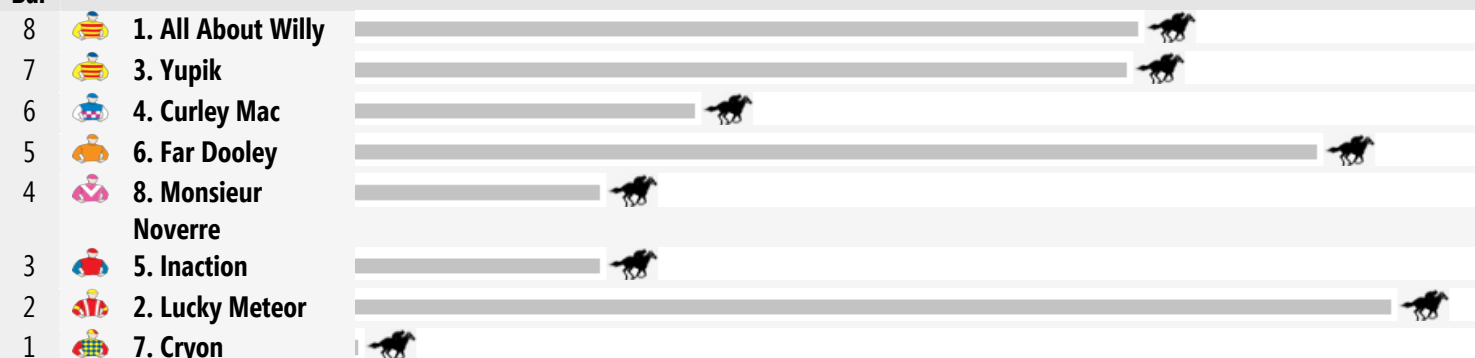 8 1. All About Willy
7 3. Yupik
6 4. Curley Mac
5 6. Far Dooley
4 8. Monsieur
Noverre
3 5. Inaction
2 2. Lucky Meteor
1 7. Cryon